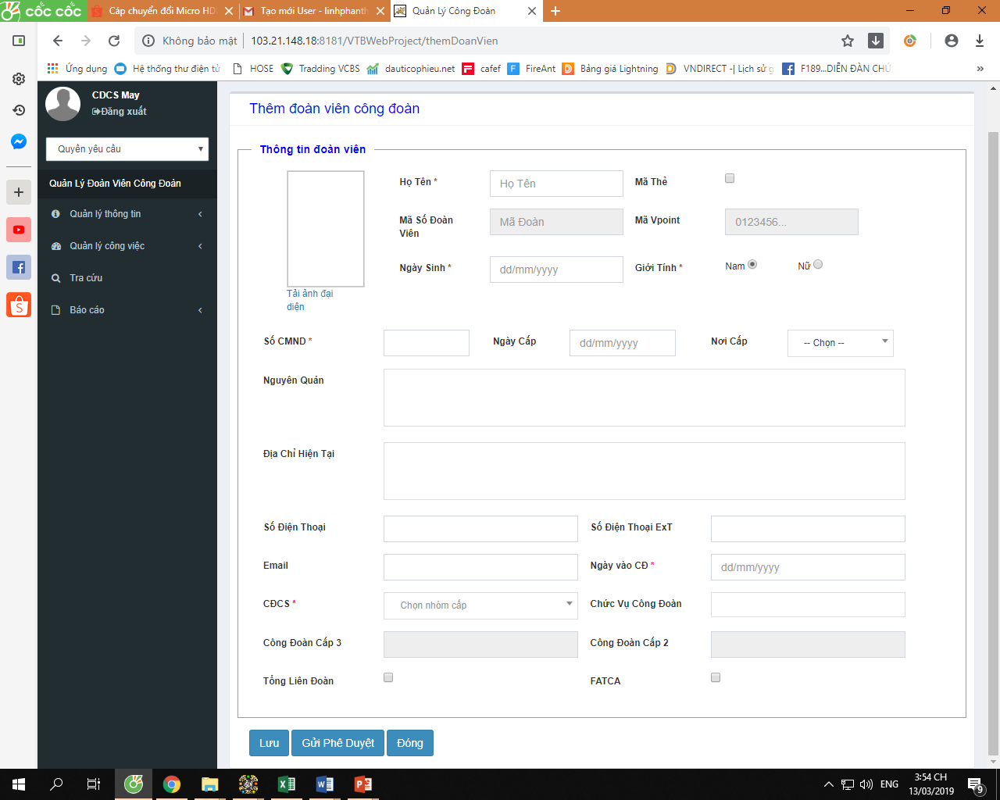 cốc cốc
Cáp chuyển đổi Micro HD
Tạo mới User - linhphanth
Quản Lý Công Đoàn
Không bảo mật
103.21.148.18:8181/VTBWebProject/themDoanVien
Ứng dụng
Hệ thống thư điện tử
HOSE
Tradding VCBS
dauticophieu.net
cafef
FireAnt
Bảng giá Lightning
VNDIRECT -| Lịch sử g
F189...DIỄN ĐÀN CHỨ
CDCS May
Đăng xuất
Quyền yêu cầu
Quản Lý Đoàn Viên Công Đoàn
Quản lý thông tin
Quản lý công việc
Tra cứu
Báo cáo
Thêm đoàn viên công đoàn
Thông tin đoàn viên
Tải ảnh đại
diện
Họ Tên *
Họ Tên
Mã Thẻ
Mã Số Đoàn
Viên
Mã Đoàn
Mã Vpoint
0123456...
Ngày Sinh *
dd/mm/yyyy
Giới Tính *
Nam
Nữ
Số CMND *
Ngày Cấp
dd/mm/yyyy
Nơi Cấp
-- Chọn --
Nguyên Quán
Địa Chỉ Hiện Tại
Số Điện Thoại
Số Điện Thoại ExT
Email
Ngày vào CĐ *
dd/mm/yyyy
CĐCS *
Chọn nhóm cấp
Chức Vụ Công Đoàn
Công Đoàn Cấp 3
Công Đoàn Cấp 2
Tổng Liên Đoàn
FATCA
Lưu
Gửi Phê Duyệt
Đóng
ENG
3:54 CH
13/03/2019
9